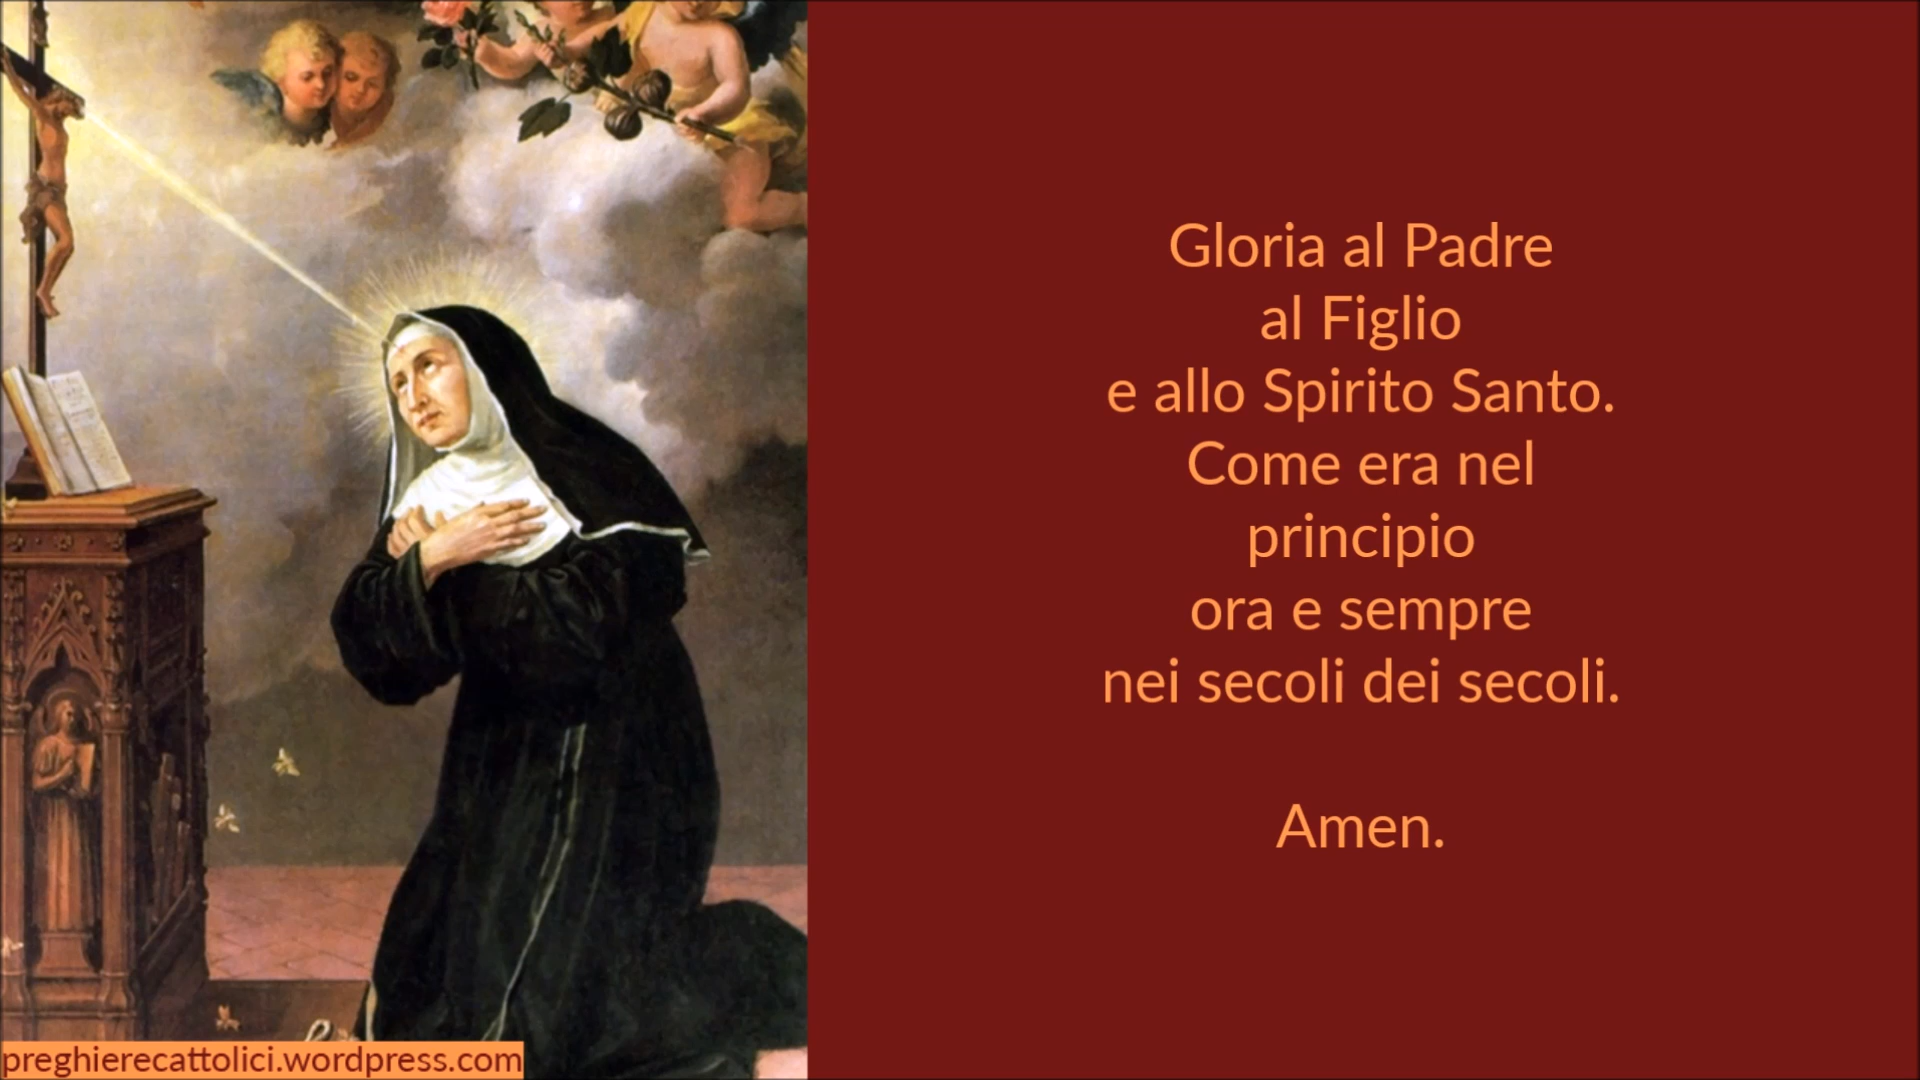 Gloria al Padre
al Figlio
e allo Spirito Santo.
Come era nel
principio
ora e sempre
nei secoli dei secoli.
Amen.
preghierecattolici.wordpress.com